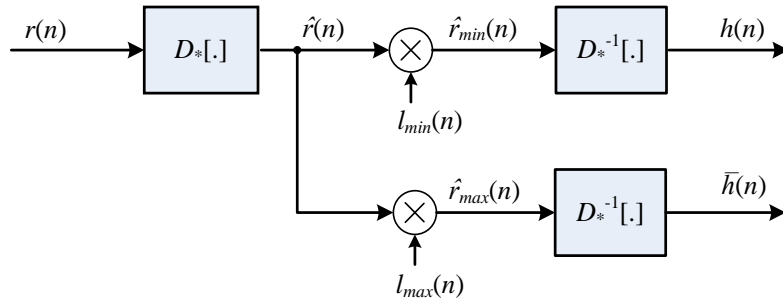 r(n)
D*[.]
r̂(n)
r̂min(n)
D*⁻¹[.]
h(n)
lmin(n)
r̂max(n)
D*⁻¹[.]
h̅(n)
lmax(n)